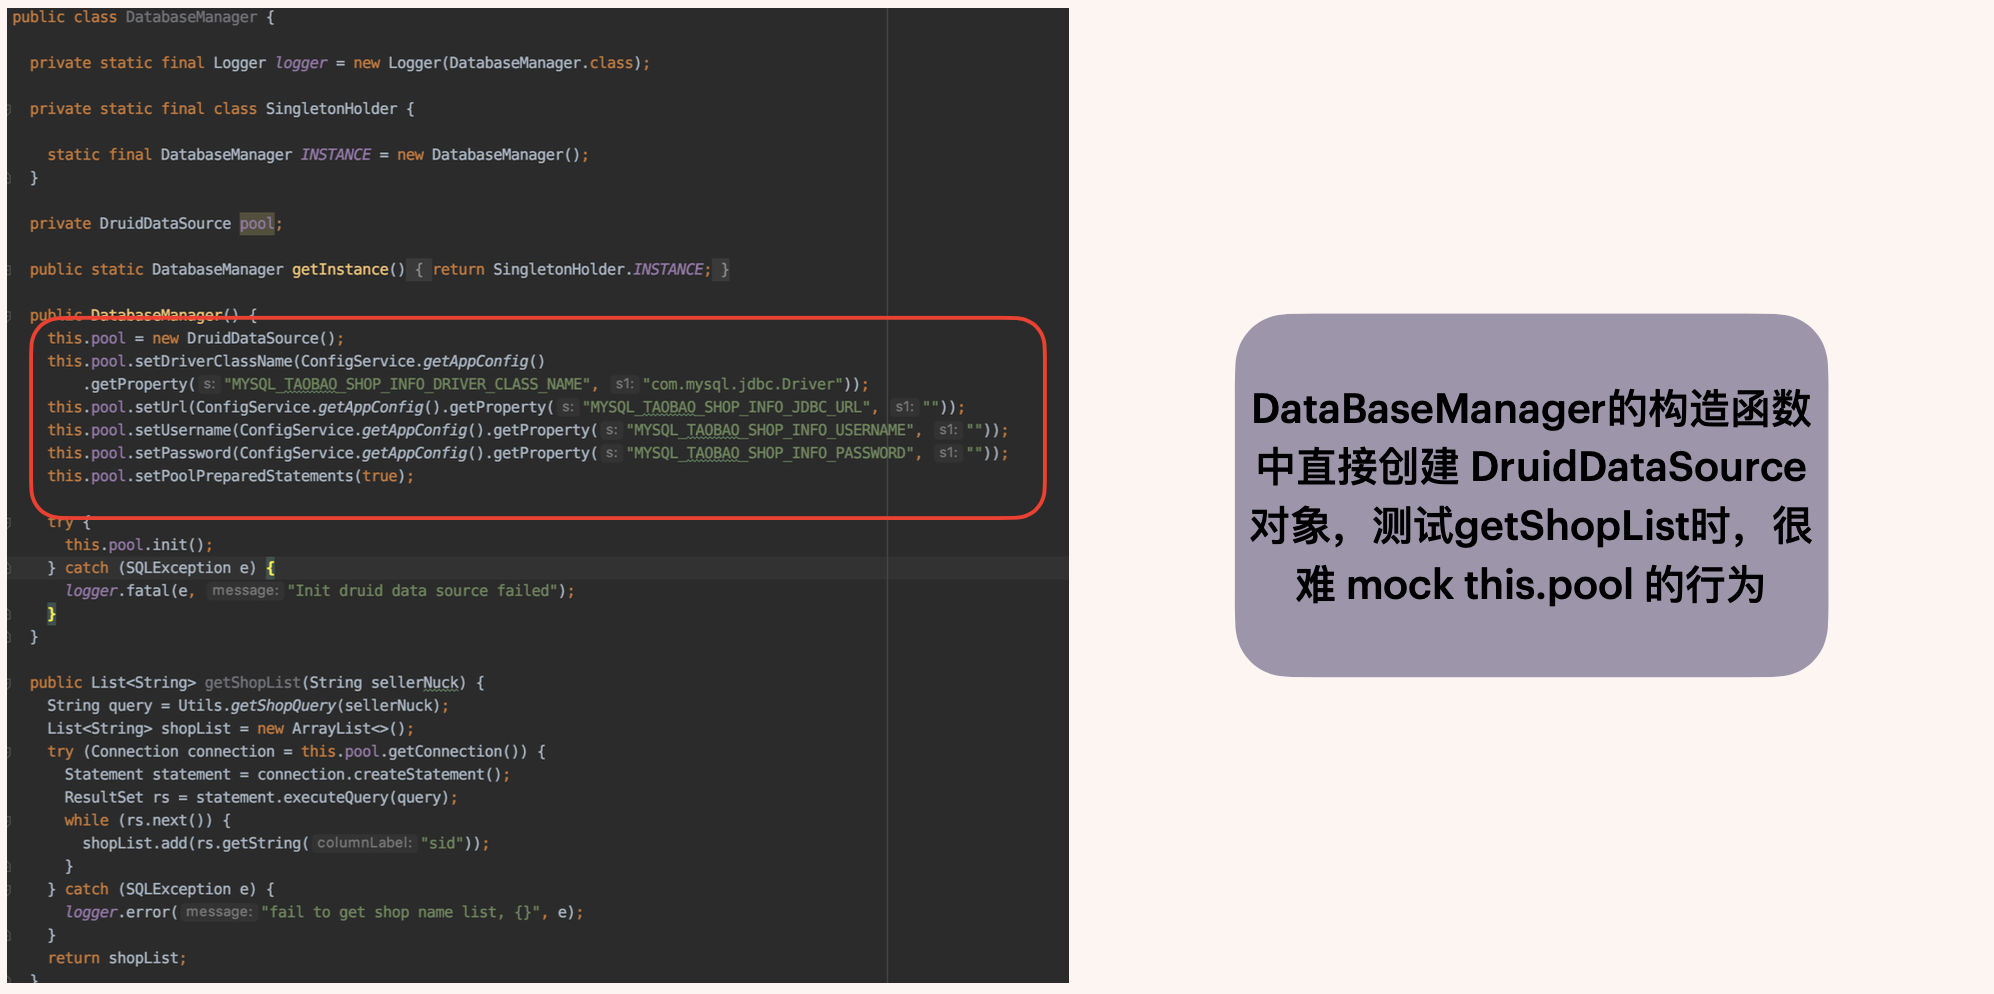 public class DatabaseManager {
private static final Logger logger = new Logger(DatabaseManager.class);
private static final class SingletonHolder {
static final DatabaseManager INSTANCE = new DatabaseManager();
}
private DruidDataSource pool;
public static DatabaseManager getInstance() { return SingletonHolder.INSTANCE; }
public DatabaseManager() {
this.pool = new DruidDataSource();
this.pool.setDriverClassName(ConfigService.getAppConfig()
.getProperty( s: "MYSQL_TAOBAO_SHOP_INFO_DRIVER_CLASS_NAME", s1: "com.mysql.jdbc.Driver"));
this.pool.setUrl(ConfigService.getAppConfig().getProperty( s: "MYSQL_TAOBAO_SHOP_INFO_JDBC_URL", s1: ""));
this.pool.setUsername(ConfigService.getAppConfig().getProperty( s: "MYSQL_TAOBAO_SHOP_INFO_USERNAME", s1: ""));
this.pool.setPassword(ConfigService.getAppConfig().getProperty( s: "MYSQL_TAOBAO_SHOP_INFO_PASSWORD", s1: ""));
this.pool.setPoolPreparedStatements(true);
try {
this.pool.init();
} catch (SQLException e) {
logger.fatal(e, message: "Init druid data source failed");
}
}
public List<String> getShopList(String sellerNuck) {
String query = Utils.getShopQuery(sellerNuck);
List<String> shopList = new ArrayList<>();
try (Connection connection = this.pool.getConnection()) {
Statement statement = connection.createStatement();
ResultSet rs = statement.executeQuery(query);
while (rs.next()) {
shopList.add(rs.getString( columnLabel: "sid"));
}
} catch (SQLException e) {
logger.error( message: "fail to get shop name list, {}", e);
}
return shopList;
}
DataBaseManager的构造函数
中直接创建 DruidDataSource
对象，测试getShopList时，很
难 mock this.pool 的行为